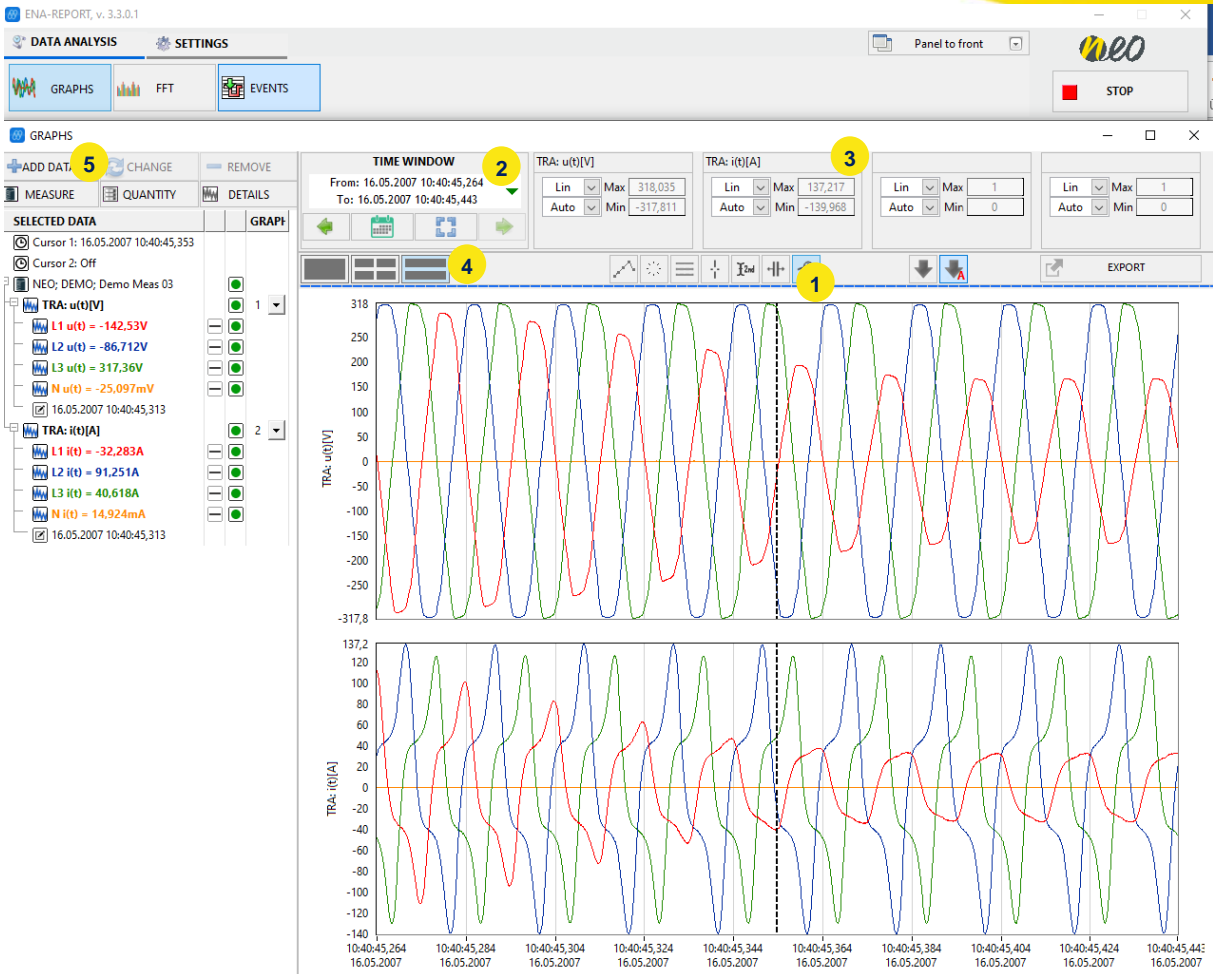 ENA-REPORT, v. 3.3.0.1
DATA ANALYSIS SETTINGS Panel to front neo
GRAPHS FFT EVENTS STOP
GRAPHS
ADD DATA 5 CHANGE REMOVE
MEASURE QUANTITY DETAILS
SELECTED DATA GRAPH
Cursor 1: 16.05.2007 10:40:45,353
Cursor 2: Off
NEO; DEMO; Demo Meas 03
TRA: u(t)[V] 1
L1 u(t) = -142,53V
L2 u(t) = -86,712V
L3 u(t) = 317,36V
N u(t) = -25,097mV
16.05.2007 10:40:45,313
TRA: i(t)[A] 2
L1 i(t) = -32,283A
L2 i(t) = 91,251A
L3 i(t) = 40,618A
N i(t) = 14,924mA
16.05.2007 10:40:45,313
TIME WINDOW 2
From: 16.05.2007 10:40:45,264
To: 16.05.2007 10:40:45,443
TRA: u(t)[V]
Lin Max 318,035
Auto Min -317,811
TRA: i(t)[A] 3
Lin Max 137,217
Auto Min -139,968
Lin Max 1
Auto Min 0
Lin Max 1
Auto Min 0
4 2nd 1 A EXPORT
TRA: u(t)[V]
318
250
200
150
100
50
0
-50
-100
-150
-200
-250
-317,8
TRA: i(t)[A]
137,2
120
100
80
60
40
20
0
-20
-40
-60
-80
-100
-120
-140
10:40:45,264 10:40:45,284 10:40:45,304 10:40:45,324 10:40:45,344 10:40:45,364 10:40:45,384 10:40:45,404 10:40:45,424 10:40:45,443
16.05.2007 16.05.2007 16.05.2007 16.05.2007 16.05.2007 16.05.2007 16.05.2007 16.05.2007 16.05.2007 16.05.2007